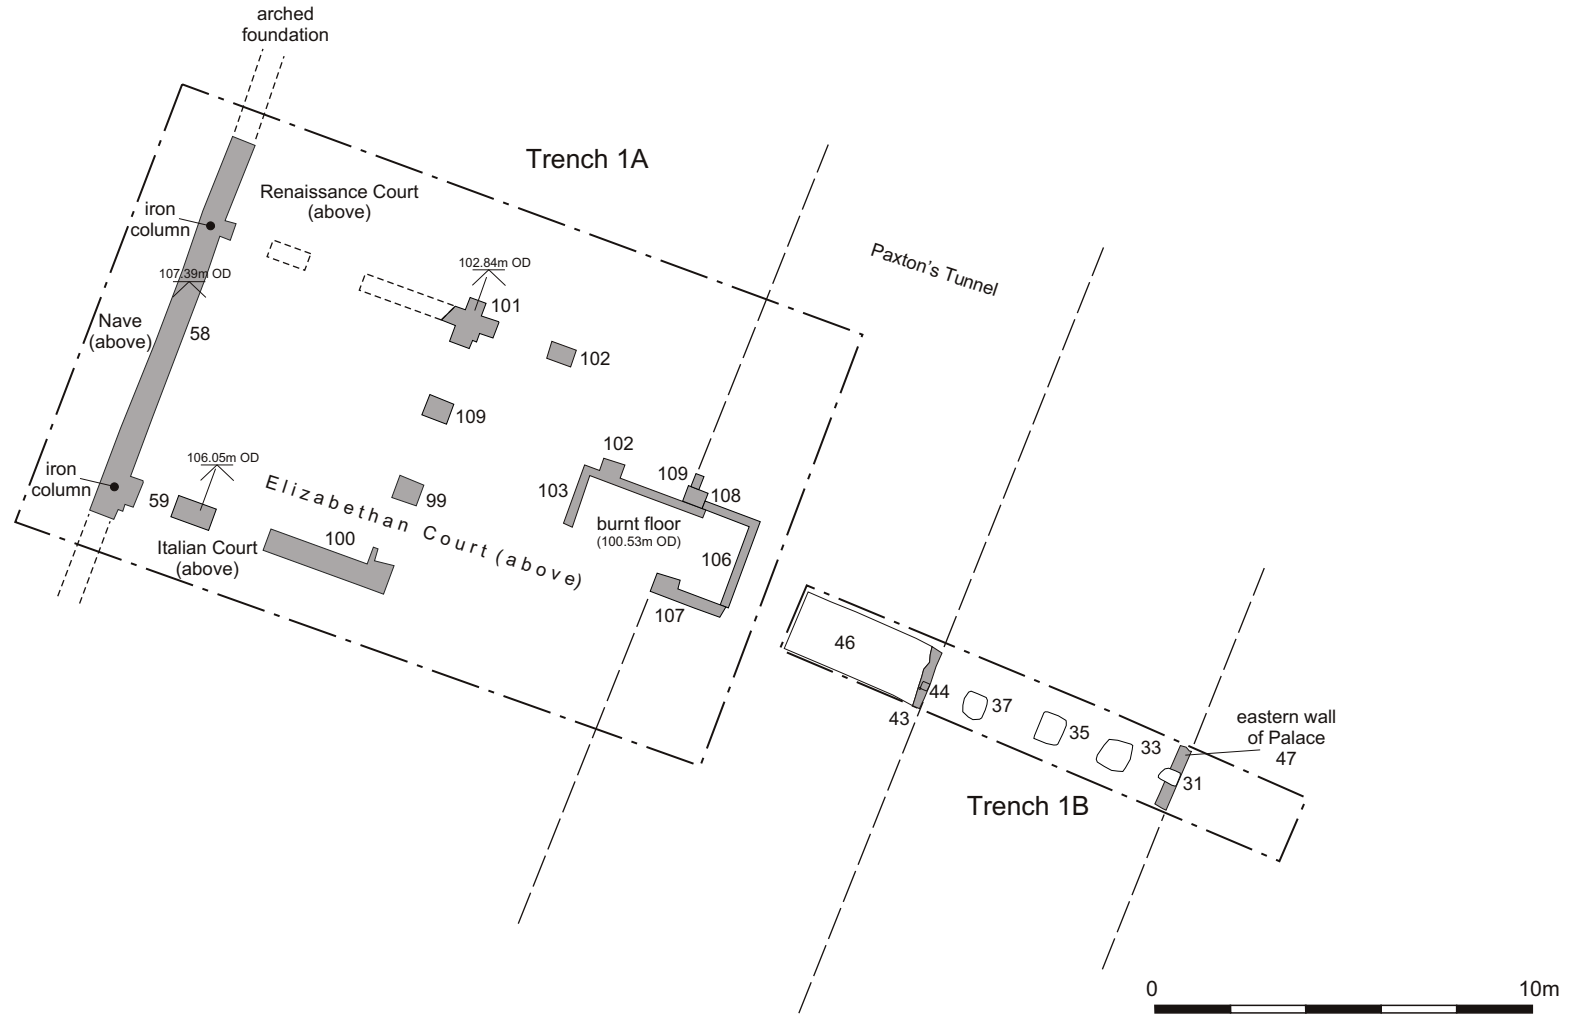 arched
foundation
Trench 1A
Renaissance Court
(above)
iron
column
Paxton's Tunnel
102.84m OD
107.39m OD
101
Nave
(above)
58
102
109
102
106.05m OD
iron
column
109
103
108
59
99
Elizabethan Court (above)
burnt floor
(100.53m OD)
100
Italian Court
(above)
106
107
46
44
37
43
35
33
eastern wall
of Palace
47
31
Trench 1B
0
10m